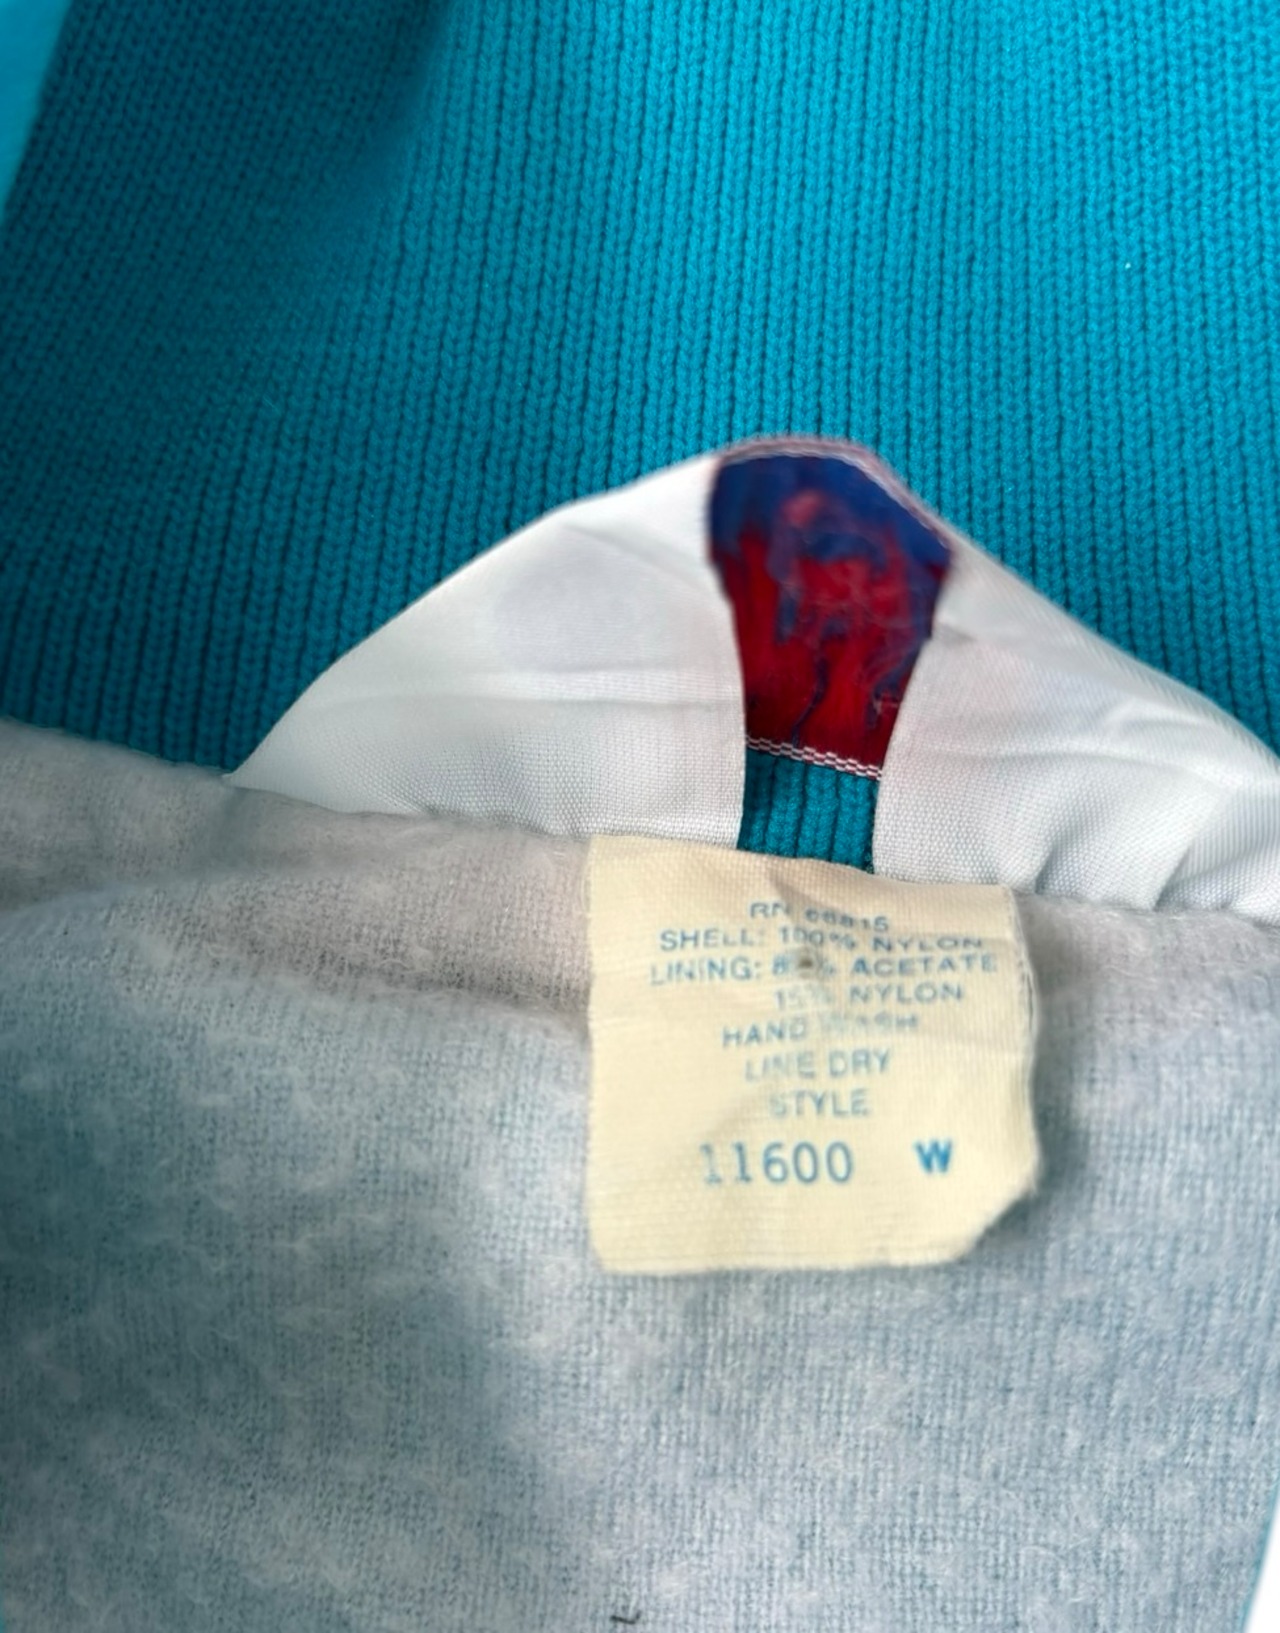 RN
SHELL: 100% NYLON
LINING: ACETATE
15% NYLON
HAND WASH
LINE DRY
STYLE
11600 W